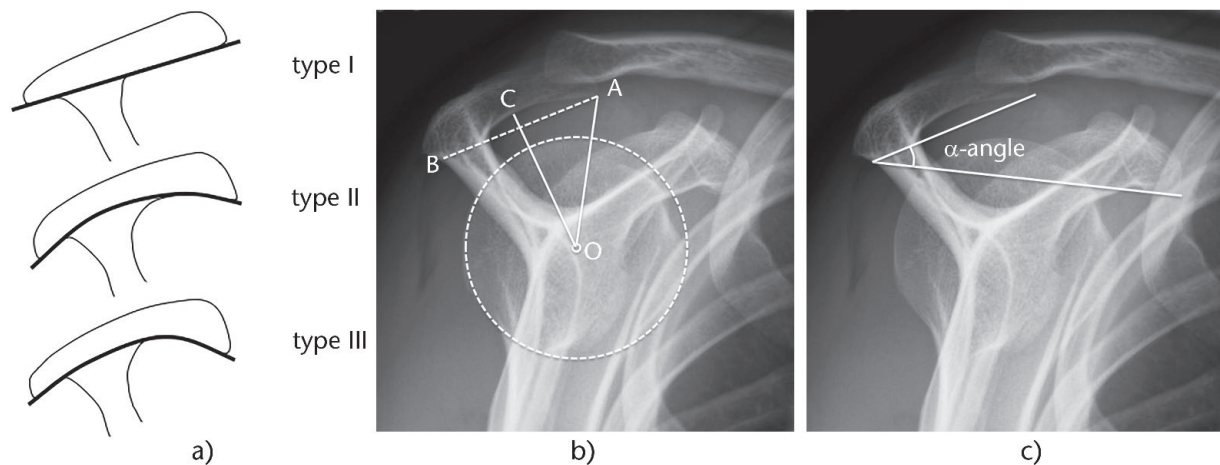 type I
type II
type III
a)
C
A
B
O
b)
α-angle
c)